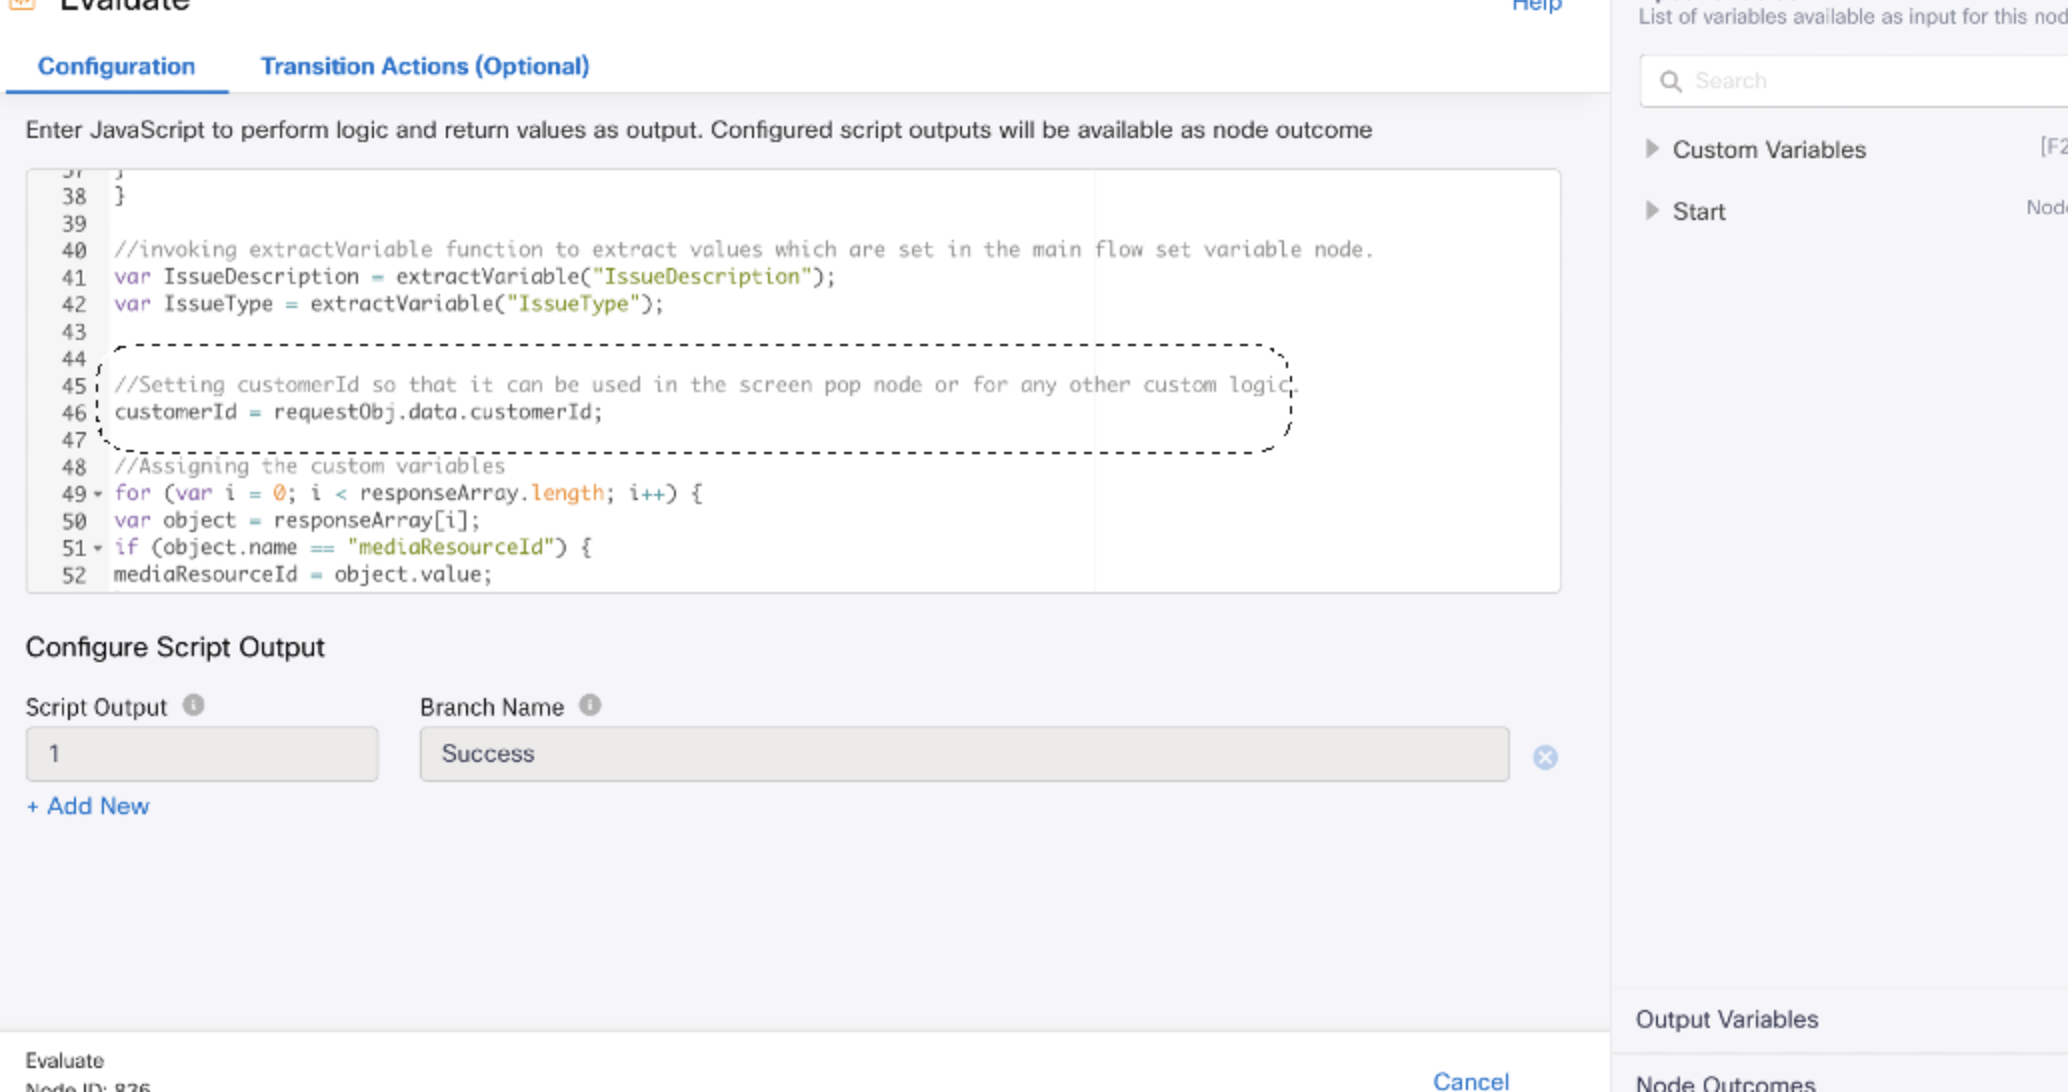 Evaluate
Help
Configuration
Transition Actions (Optional)
Enter JavaScript to perform logic and return values as output. Configured script outputs will be available as node outcome
37 }
38 }
39
40 //invoking extractVariable function to extract values which are set in the main flow set variable node.
41 var IssueDescription = extractVariable("IssueDescription");
42 var IssueType = extractVariable("IssueType");
43
44
45 //Setting customerId so that it can be used in the screen pop node or for any other custom logic.
46 customerId = requestObj.data.customerId;
47
48 //Assigning the custom variables
49 for (var i = 0; i < responseArray.length; i++) {
50 var object = responseArray[i];
51 if (object.name == "mediaResourceId") {
52 mediaResourceId = object.value;
Configure Script Output
Script Output
Branch Name
1
Success
+ Add New
Evaluate
Node ID: 836
Cancel
List of variables available as input for this nod
Search
Custom Variables
[F2
Start
Node
Output Variables
Node Outcomes